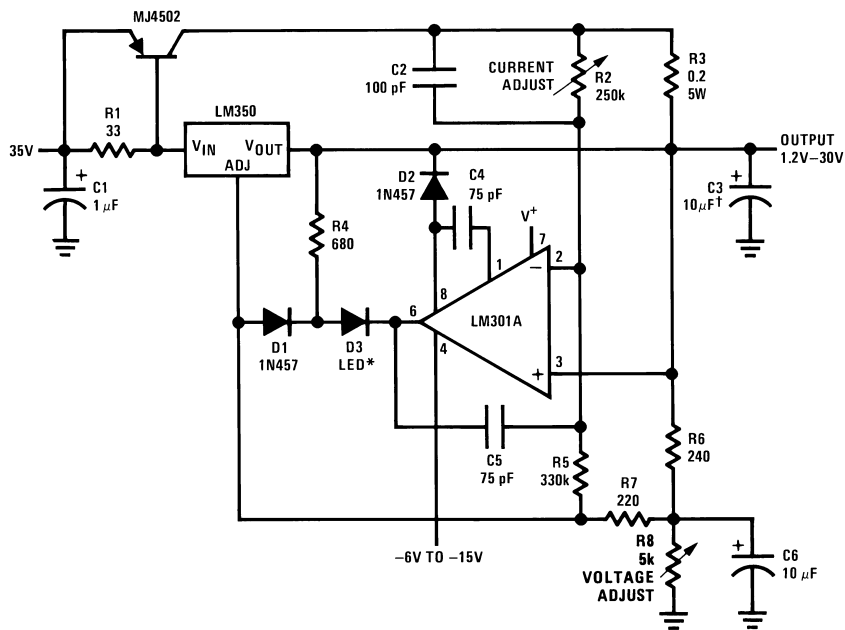 MJ4502
R1
33
LM350
VIN
VOUT
ADJ
35V
+
C1
1 μF
C2
100 pF
CURRENT
ADJUST
R2
250k
R3
0.2
5W
OUTPUT
1.2V–30V
+
C3
10μF†
D2
1N457
C4
75 pF
R4
680
V+
7
1
2
–
8
6
LM301A
4
3
+
D1
1N457
D3
LED*
C5
75 pF
R5
330k
R6
240
R7
220
–6V TO –15V
R8
5k
VOLTAGE
ADJUST
+
C6
10 μF